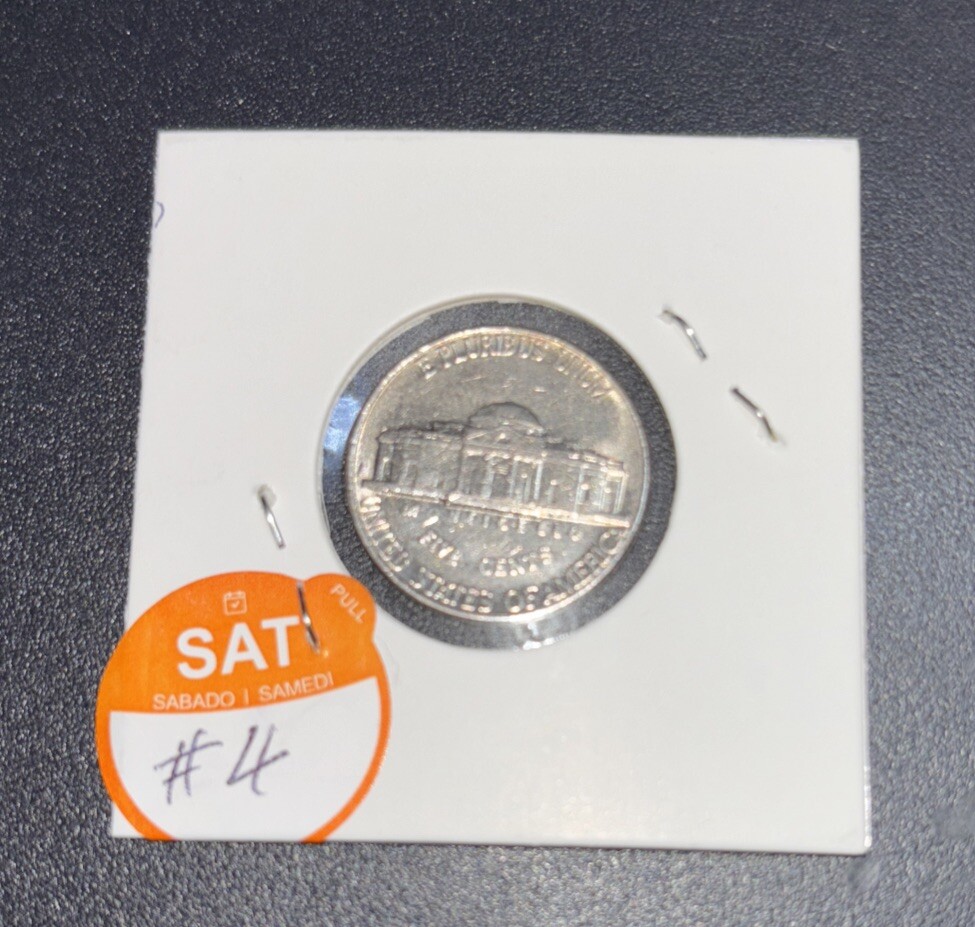 E PLURIBUS UNUM
MONTICELLO
FIVE CENTS
UNITED STATES OF AMERICA
PULL
SAT
SABADO | SAMEDI
#4